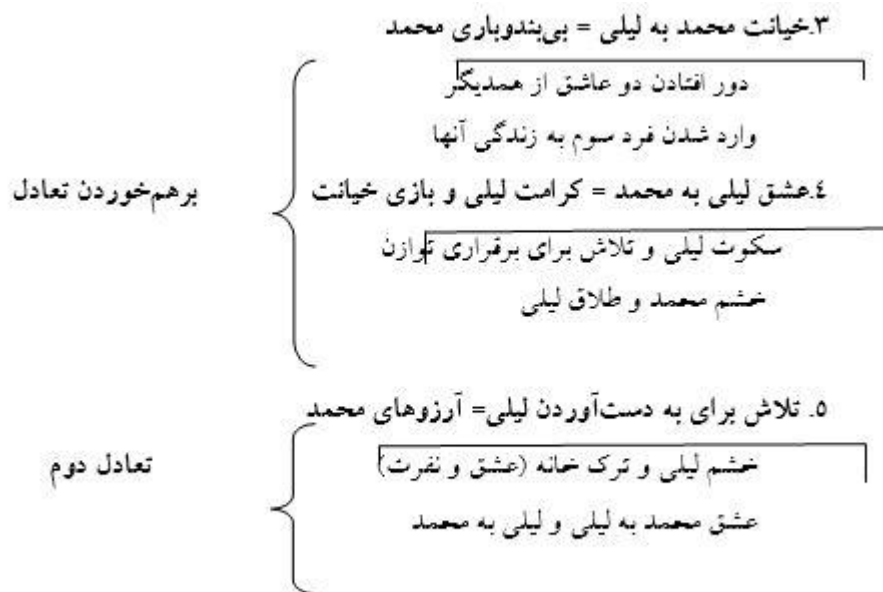 ۳.خیانت محمد به لیلی = بی‌بندوباری محمد
دور افتادن دو عاشق از همدیگر
وارد شدن فرد سوم به زندگی آنها
برهم‌خوردن تعادل
۴.عشق لیلی به محمد = کرامت لیلی و بازی خیانت
سکوت لیلی و تلاش برای برقراری توازن
خشم محمد و طلاق لیلی
۵. تلاش برای به دست‌آوردن لیلی= آرزوهای محمد
تعادل دوم
خشم لیلی و ترک خانه (عشق و نفرت)
عشق محمد به لیلی و لیلی به محمد